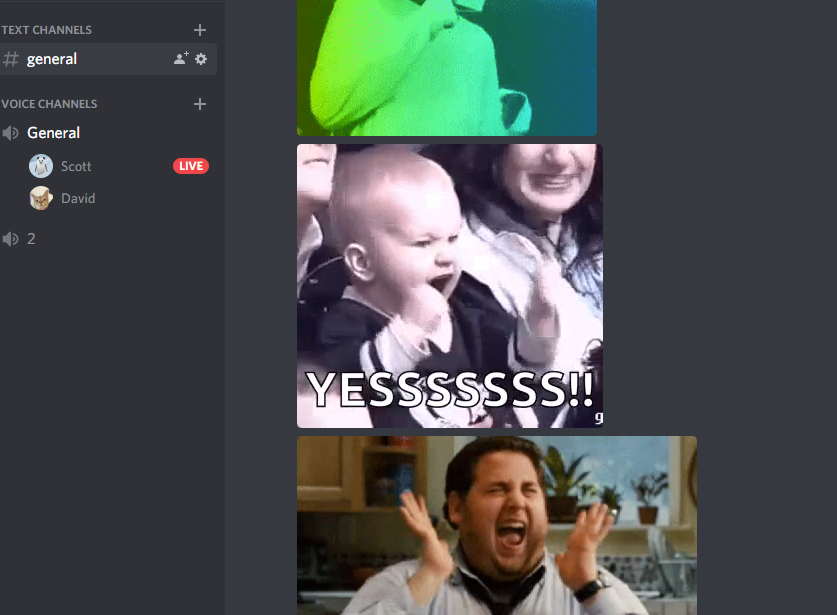 TEXT CHANNELS
general
VOICE CHANNELS
General
Scott
LIVE
David
2
YESSSSSSS!!
g